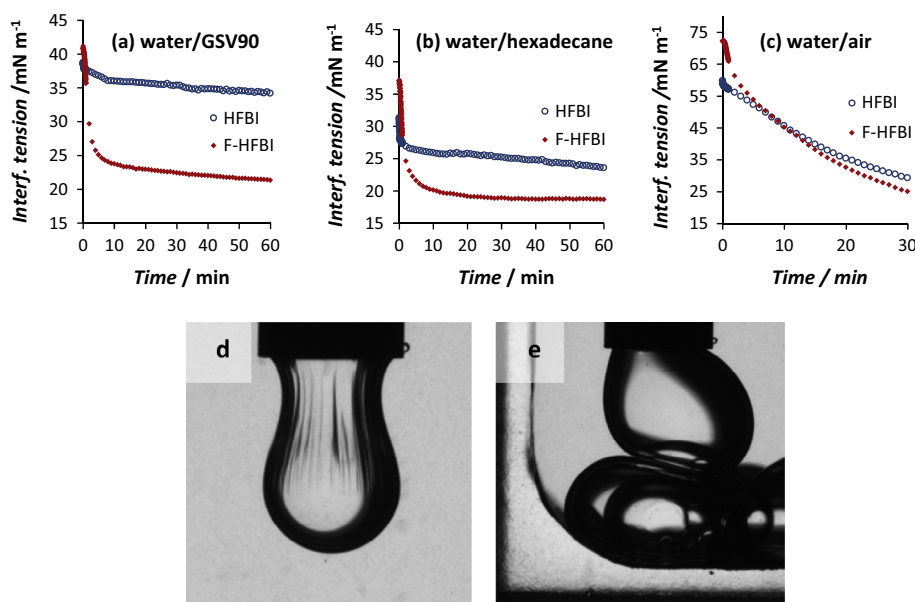 (a) water/GSV90
Interf. tension /mN m⁻¹
45
40
35
30
25
20
15
0 10 20 30 40 50 60
Time / min
HFBI
F-HFBI
(b) water/hexadecane
Interf. tension /mN m⁻¹
45
40
35
30
25
20
15
0 10 20 30 40 50 60
Time / min
HFBI
F-HFBI
(c) water/air
Interf. tension /mN m⁻¹
75
65
55
45
35
25
15
0 10 20 30
Time / min
HFBI
F-HFBI
d
e